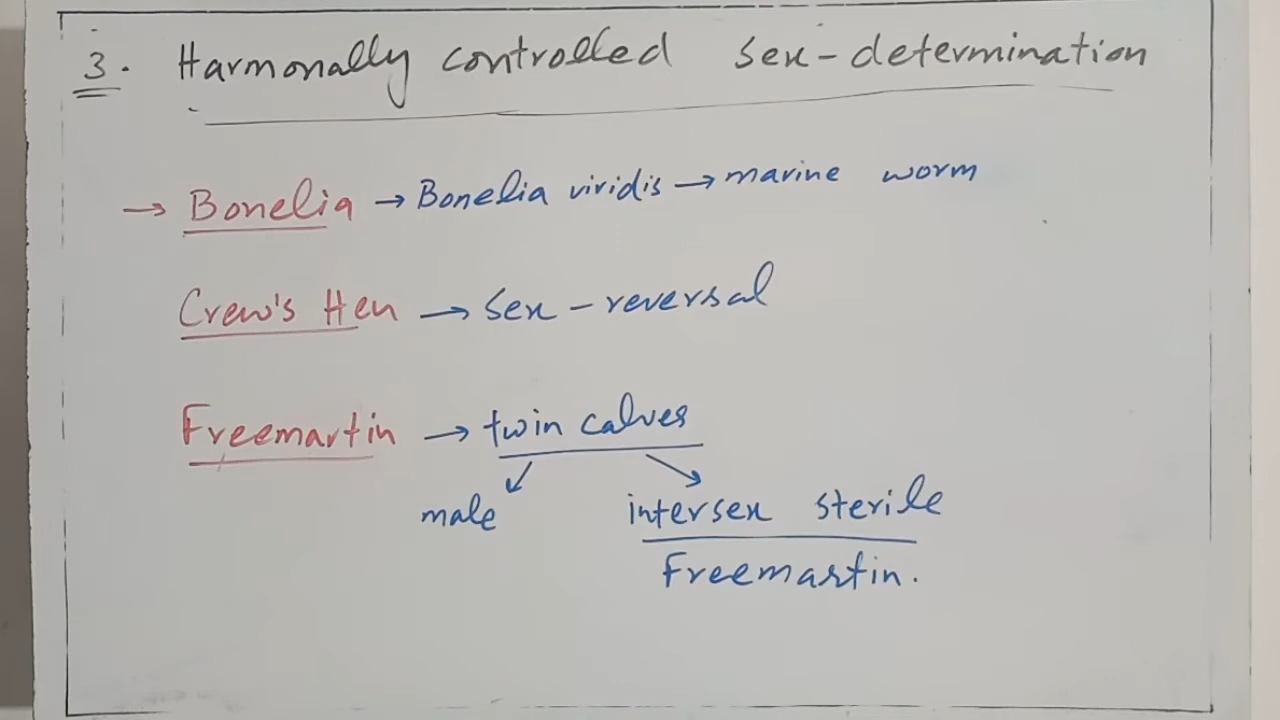 3. Harmonally controlled sex-determination
→ Bonelia → Bonelia viridis → marine worm
Crew's Hen → sex-reversal
Freemartin → twin calves
male intersex sterile
Freemartin.